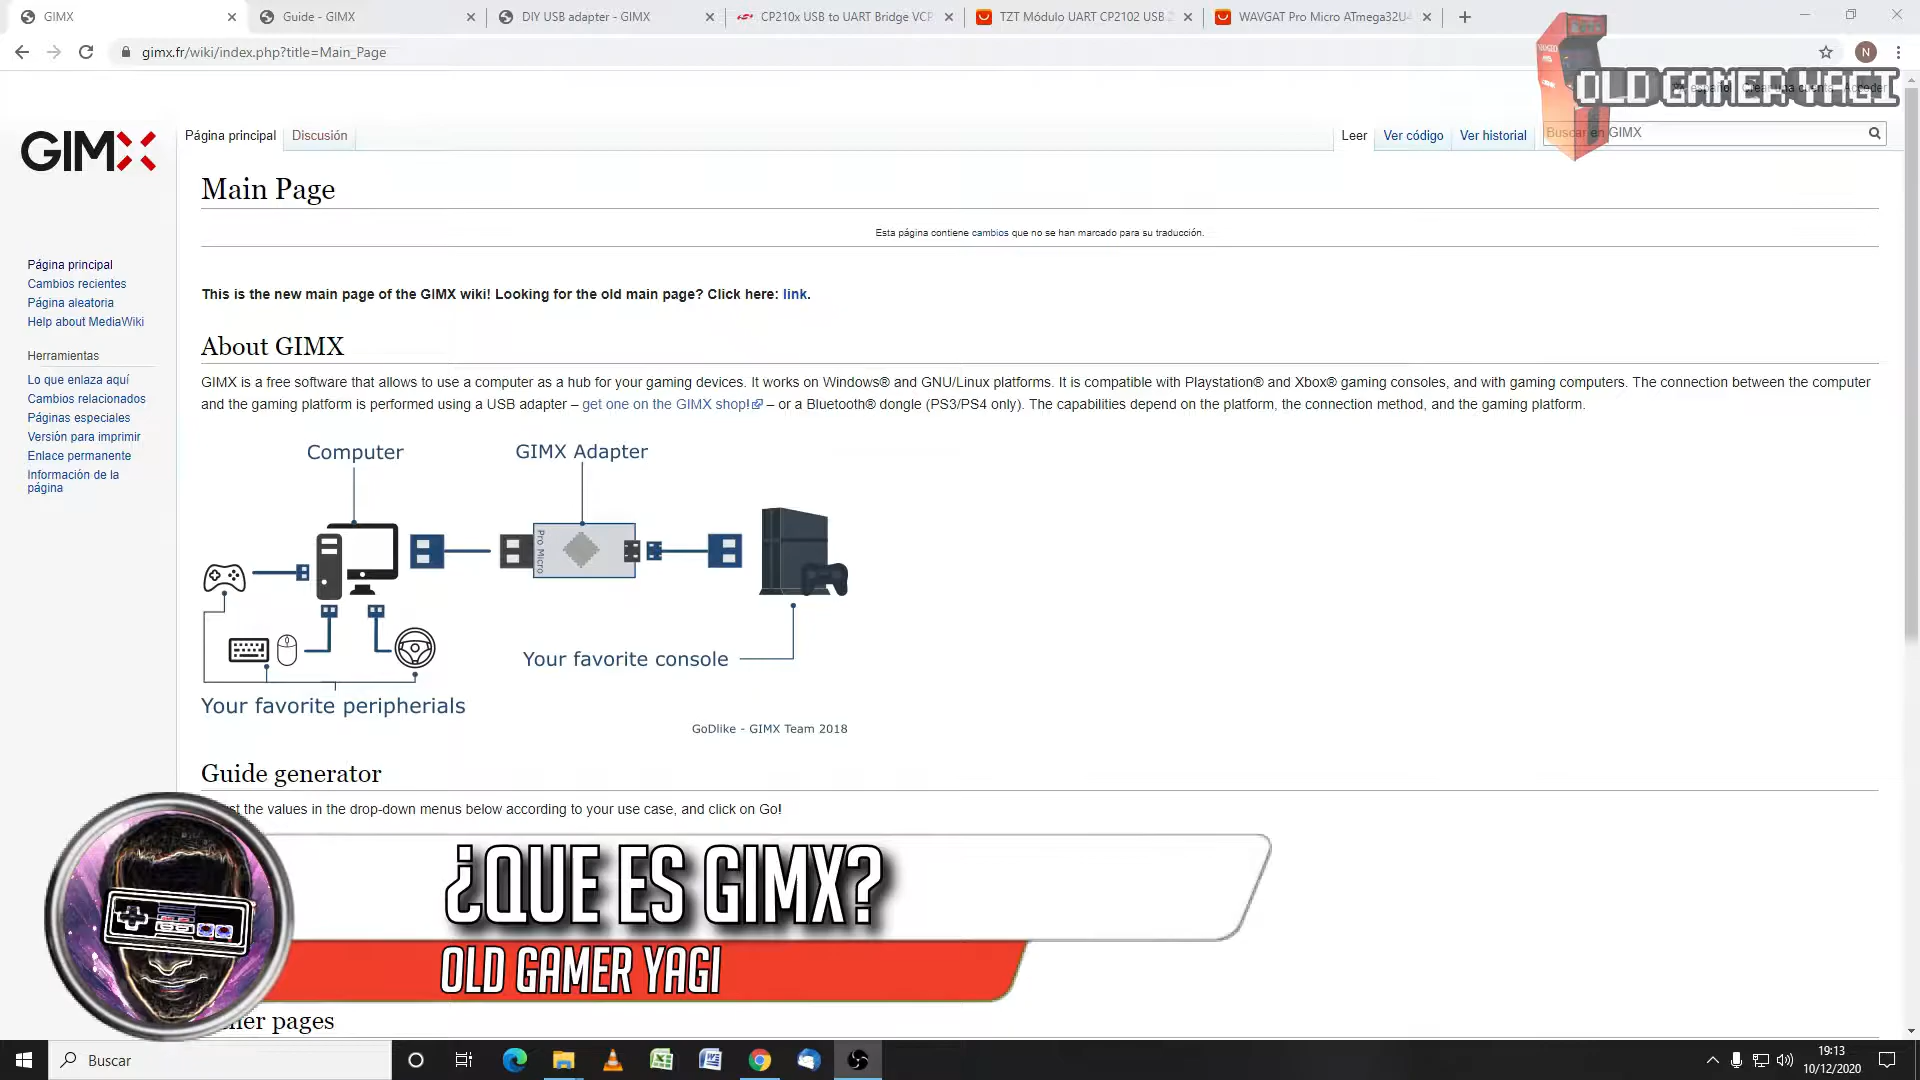 GIMX
Guide - GIMX
DIY USB adapter - GIMX
CP210x USB to UART Bridge VCP
TZT Módulo UART CP2102 USB
WAVGAT Pro Micro ATmega32U4
gimx.fr/wiki/index.php?title=Main_Page
N
OLD GAMER YAGI
español
Crear una cuenta
Acceder
GIMX
Página principal
Discusión
Leer
Ver código
Ver historial
Buscar en GIMX
Main Page
Esta página contiene cambios que no se han marcado para su traducción.
Página principal
Cambios recientes
Página aleatoria
Help about MediaWiki
Herramientas
Lo que enlaza aquí
Cambios relacionados
Páginas especiales
Versión para imprimir
Enlace permanente
Información de la
página
This is the new main page of the GIMX wiki! Looking for the old main page? Click here: link.
About GIMX
GIMX is a free software that allows to use a computer as a hub for your gaming devices. It works on Windows® and GNU/Linux platforms. It is compatible with Playstation® and Xbox® gaming consoles, and with gaming computers. The connection between the computer
and the gaming platform is performed using a USB adapter – get one on the GIMX shop! – or a Bluetooth® dongle (PS3/PS4 only). The capabilities depend on the platform, the connection method, and the gaming platform.
Computer
GIMX Adapter
Pro Micro
Your favorite console
Your favorite peripherials
GoDlike - GIMX Team 2018
Guide generator
the values in the drop-down menus below according to your use case, and click on Go!
¿QUE ES GIMX?
OLD GAMER YAGI
pages
Buscar
19:13
10/12/2020